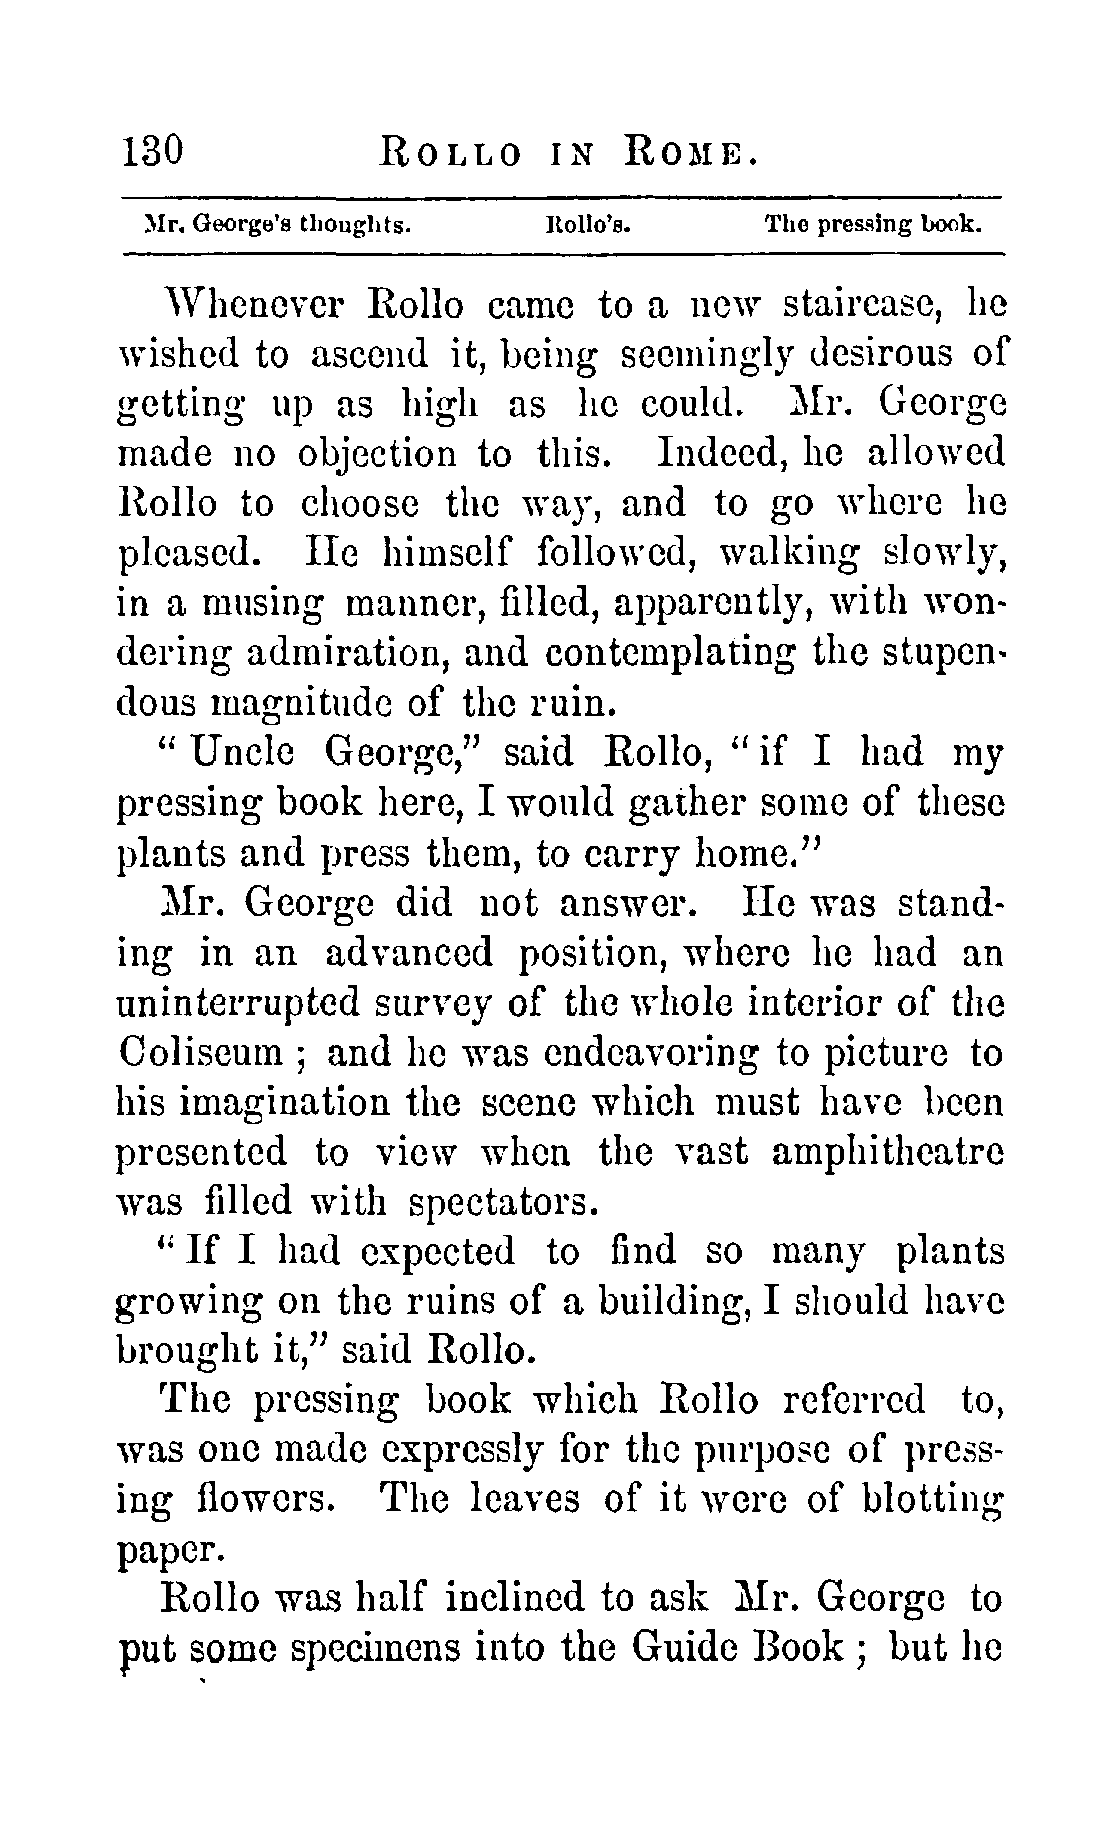 130 ROLLO IN ROME.
Mr. George's thoughts. Rollo's. The pressing book.
Whenever Rollo came to a new staircase, he
wished to ascend it, being seemingly desirous of
getting up as high as he could. Mr. George
made no objection to this. Indeed, he allowed
Rollo to choose the way, and to go where he
pleased. He himself followed, walking slowly,
in a musing manner, filled, apparently, with won-
dering admiration, and contemplating the stupen-
dous magnitude of the ruin.
"Uncle George," said Rollo, "if I had my
pressing book here, I would gather some of these
plants and press them, to carry home."
Mr. George did not answer. He was stand-
ing in an advanced position, where he had an
uninterrupted survey of the whole interior of the
Coliseum; and he was endeavoring to picture to
his imagination the scene which must have been
presented to view when the vast amphitheatre
was filled with spectators.
"If I had expected to find so many plants
growing on the ruins of a building, I should have
brought it," said Rollo.
The pressing book which Rollo referred to,
was one made expressly for the purpose of press-
ing flowers. The leaves of it were of blotting
paper.
Rollo was half inclined to ask Mr. George to
put some specimens into the Guide Book; but he